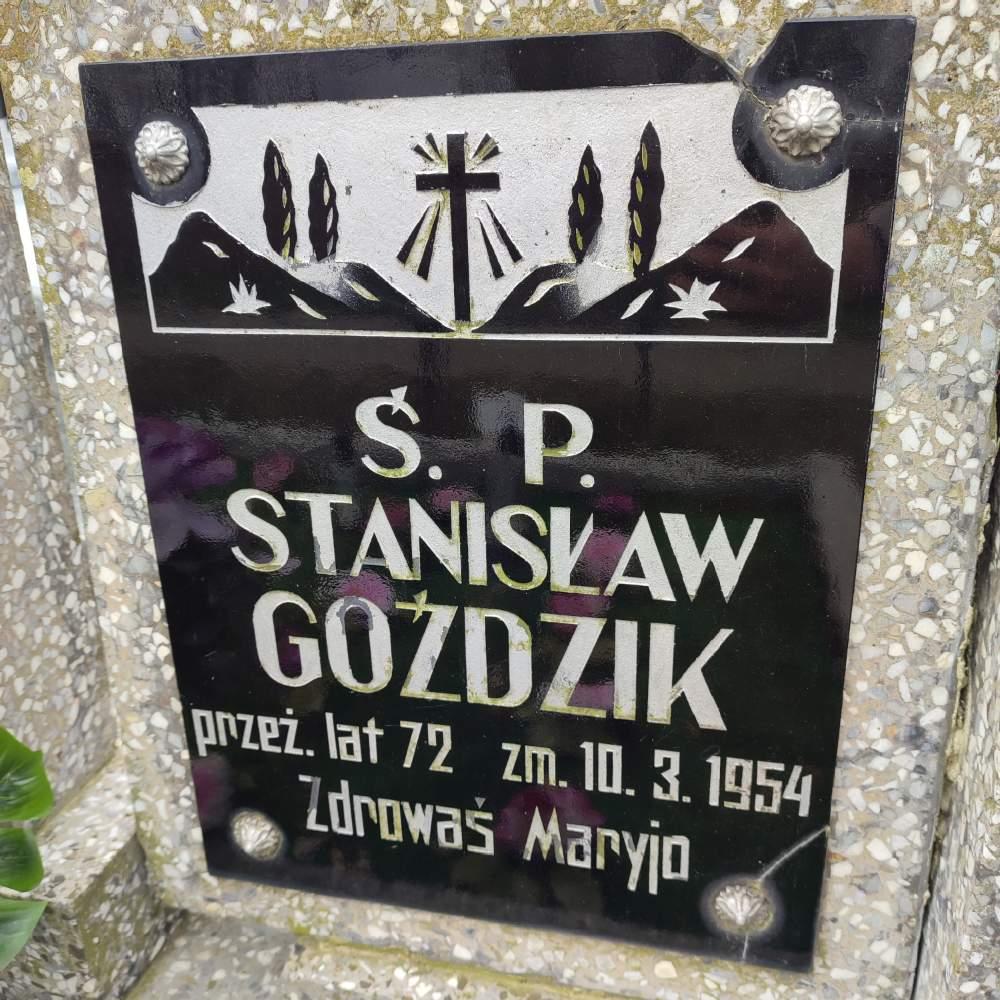 Ś. P.
STANISŁAW
GOŹDZIK
przeż. lat 72 zm. 10. 3. 1954
Zdrowaś Maryjo